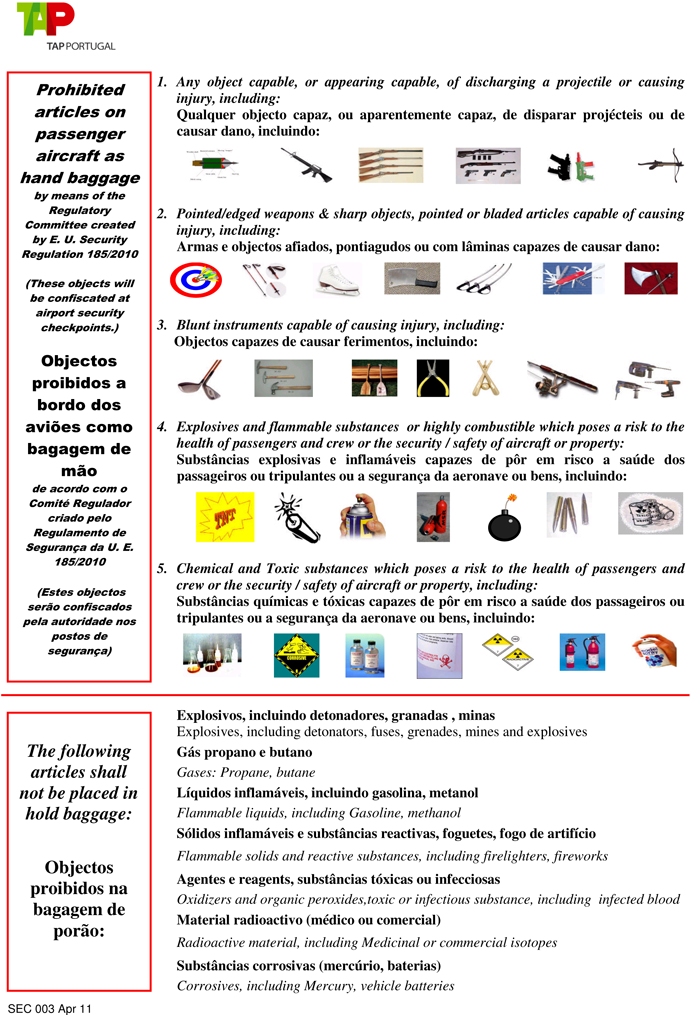 TAP
TAP PORTUGAL
Prohibited
articles on
passenger
aircraft as
hand baggage
by means of the
Regulatory
Committee created
by E. U. Security
Regulation 185/2010
(These objects will
be confiscated at
airport security
checkpoints.)
Objectos
proibidos a
bordo dos
aviões como
bagagem de
mão
de acordo com o
Comité Regulador
criado pelo
Regulamento de
Segurança da U. E.
185/2010
(Estes objectos
serão confiscados
pela autoridade nos
postos de
segurança)
1. Any object capable, or appearing capable, of discharging a projectile or causing
injury, including:
Qualquer objecto capaz, ou aparentemente capaz, de disparar projécteis ou de
causar dano, incluindo:
2. Pointed/edged weapons & sharp objects, pointed or bladed articles capable of causing
injury, including:
Armas e objectos afiados, pontiagudos ou com lâminas capazes de causar dano:
3. Blunt instruments capable of causing injury, including:
Objectos capazes de causar ferimentos, incluindo:
4. Explosives and flammable substances or highly combustible which poses a risk to the
health of passengers and crew or the security / safety of aircraft or property:
Substâncias explosivas e inflamáveis capazes de pôr em risco a saúde dos
passageiros ou tripulantes ou a segurança da aeronave ou bens, incluindo:
TNT
5. Chemical and Toxic substances which poses a risk to the health of passengers and
crew or the security / safety of aircraft or property, including:
Substâncias químicas e tóxicas capazes de pôr em risco a saúde dos passageiros ou
tripulantes ou a segurança da aeronave ou bens, incluindo:
CORROSIVE
The following
articles shall
not be placed in
hold baggage:
Objectos
proibidos na
bagagem de
porão:
Explosivos, incluindo detonadores, granadas , minas
Explosives, including detonators, fuses, grenades, mines and explosives
Gás propano e butano
Gases: Propane, butane
Líquidos inflamáveis, incluindo gasolina, metanol
Flammable liquids, including Gasoline, methanol
Sólidos inflamáveis e substâncias reactivas, foguetes, fogo de artifício
Flammable solids and reactive substances, including firelighters, fireworks
Agentes e reagents, substâncias tóxicas ou infecciosas
Oxidizers and organic peroxides,toxic or infectious substance, including infected blood
Material radioactivo (médico ou comercial)
Radioactive material, including Medicinal or commercial isotopes
Substâncias corrosivas (mercúrio, baterias)
Corrosives, including Mercury, vehicle batteries
SEC 003 Apr 11